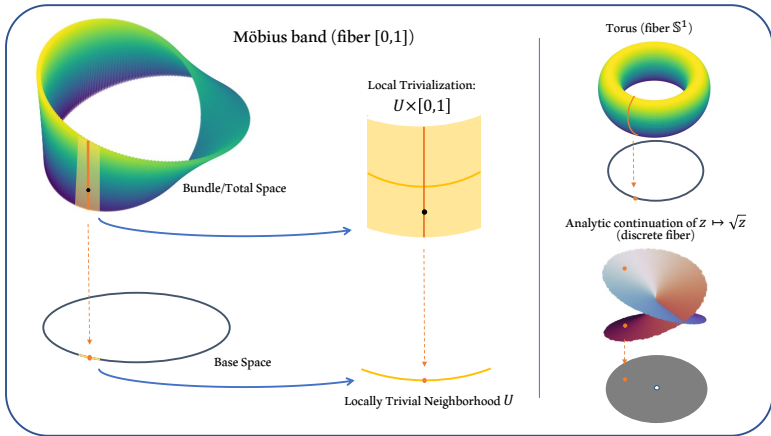 Möbius band (fiber [0,1])
Local Trivialization:
U×[0,1]
Bundle/Total Space
Base Space
Locally Trivial Neighborhood U
Torus (fiber 𝕊¹)
Analytic continuation of z ↦ √z
(discrete fiber)